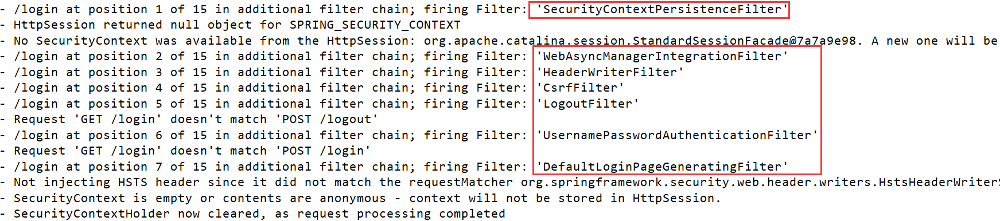 - /login at position 1 of 15 in additional filter chain; firing Filter: 'SecurityContextPersistenceFilter'
- HttpSession returned null object for SPRING_SECURITY_CONTEXT
- No SecurityContext was available from the HttpSession: org.apache.catalina.session.StandardSessionFacade@7a7a9e98. A new one will be
- /login at position 2 of 15 in additional filter chain; firing Filter: 'WebAsyncManagerIntegrationFilter'
- /login at position 3 of 15 in additional filter chain; firing Filter: 'HeaderWriterFilter'
- /login at position 4 of 15 in additional filter chain; firing Filter: 'CsrfFilter'
- /login at position 5 of 15 in additional filter chain; firing Filter: 'LogoutFilter'
- Request 'GET /login' doesn't match 'POST /logout'
- /login at position 6 of 15 in additional filter chain; firing Filter: 'UsernamePasswordAuthenticationFilter'
- Request 'GET /login' doesn't match 'POST /login'
- /login at position 7 of 15 in additional filter chain; firing Filter: 'DefaultLoginPageGeneratingFilter'
- Not injecting HSTS header since it did not match the requestMatcher org.springframework.security.web.header.writers.HstsHeaderWriter
- SecurityContext is empty or contents are anonymous - context will not be stored in HttpSession.
- SecurityContextHolder now cleared, as request processing completed